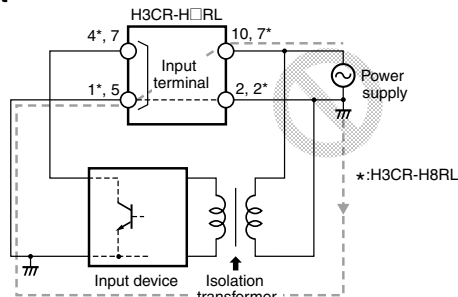 H3CR-H□RL
4*, 7
10, 7*
Input
terminal
1*, 5
2, 2*
Power
supply
*:H3CR-H8RL
Input device
Isolation
transformer